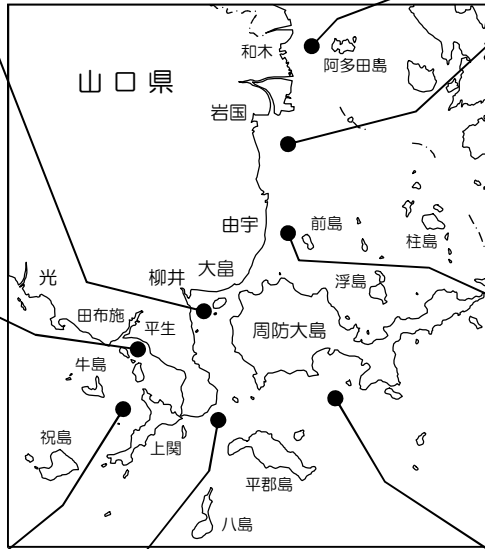 和木
阿多田島
山口県
岩国
由宇
前島
柱島
光
柳井
大畠
浮島
田布施
平生
周防大島
牛島
祝島
上関
平郡島
八島